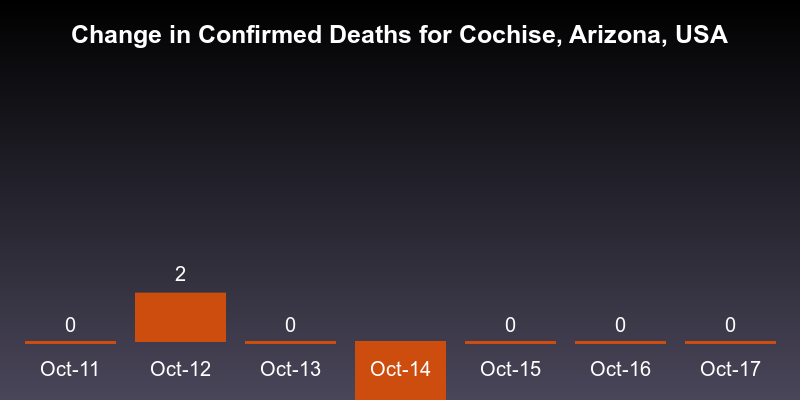 Change in Confirmed Deaths for Cochise, Arizona, USA
0 2 0 0 0 0
Oct-11 Oct-12 Oct-13 Oct-14 Oct-15 Oct-16 Oct-17